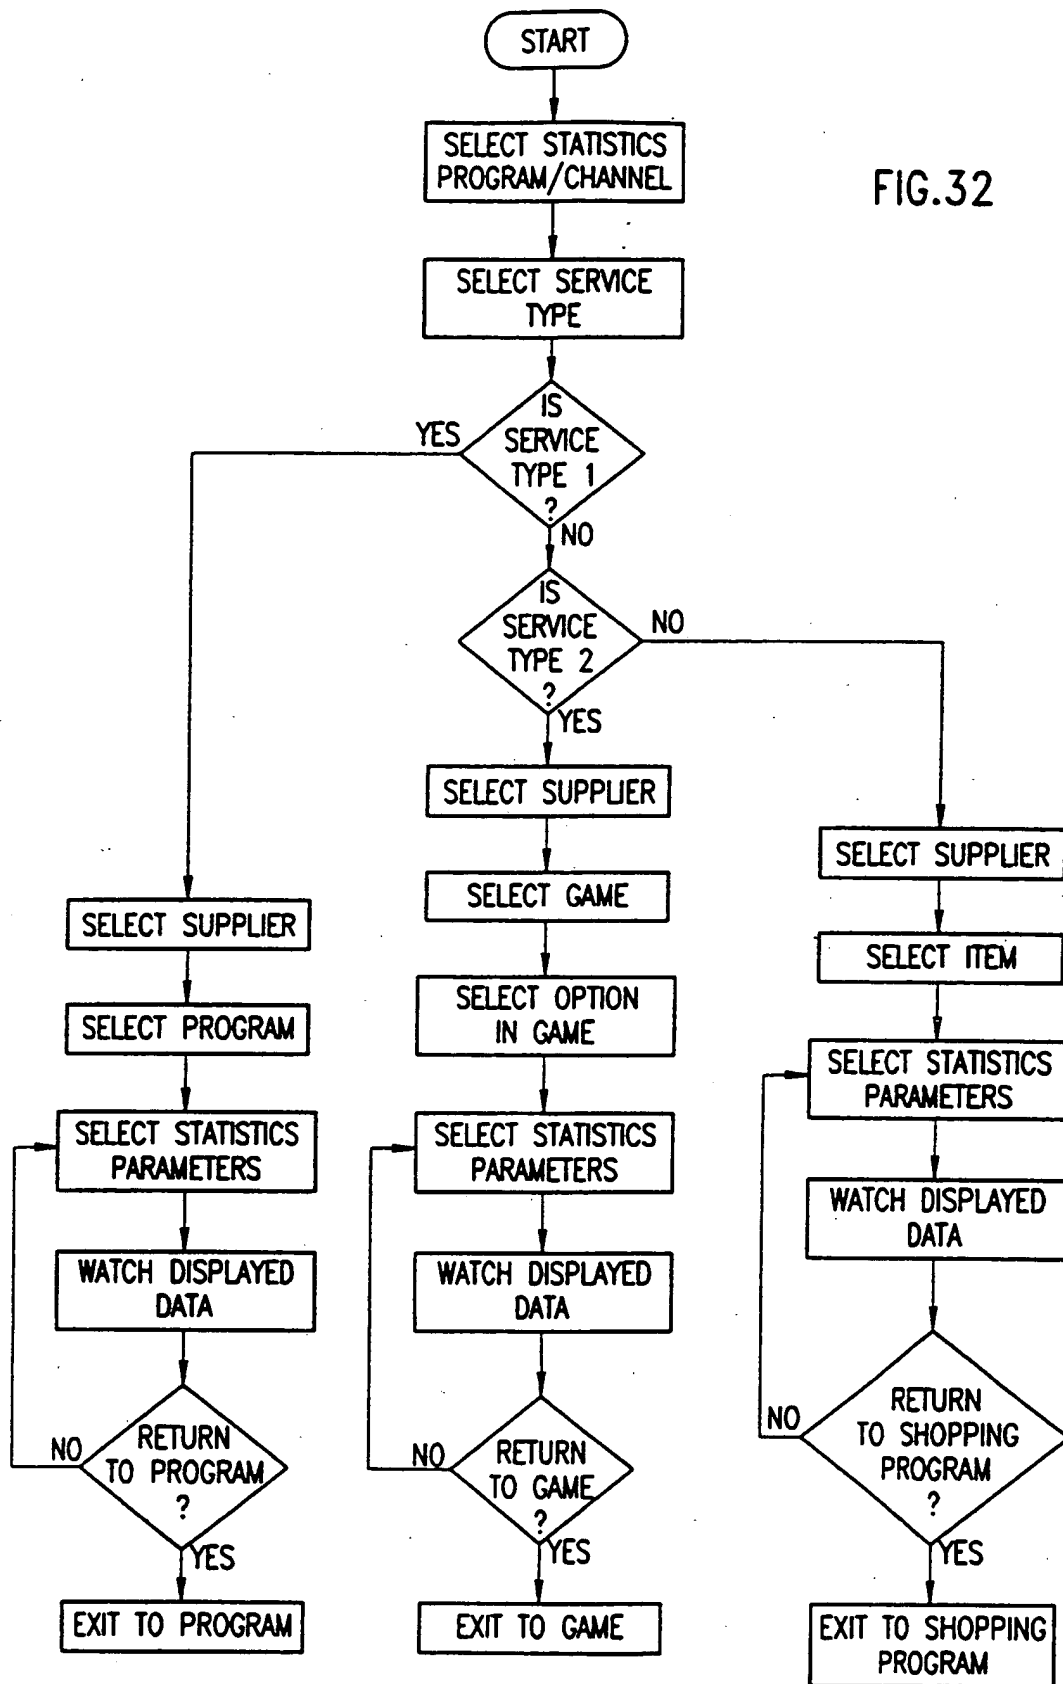 START
SELECT STATISTICS
PROGRAM/CHANNEL
FIG.32
SELECT SERVICE
TYPE
IS
SERVICE
TYPE 1
?
YES
NO
IS
SERVICE
TYPE 2
?
NO
YES
SELECT SUPPLIER
SELECT PROGRAM
SELECT STATISTICS
PARAMETERS
WATCH DISPLAYED
DATA
RETURN
TO PROGRAM
?
NO
YES
EXIT TO PROGRAM
SELECT SUPPLIER
SELECT GAME
SELECT OPTION
IN GAME
SELECT STATISTICS
PARAMETERS
WATCH DISPLAYED
DATA
RETURN
TO GAME
?
NO
YES
EXIT TO GAME
SELECT SUPPLIER
SELECT ITEM
SELECT STATISTICS
PARAMETERS
WATCH DISPLAYED
DATA
RETURN
TO SHOPPING
PROGRAM
?
NO
YES
EXIT TO SHOPPING
PROGRAM